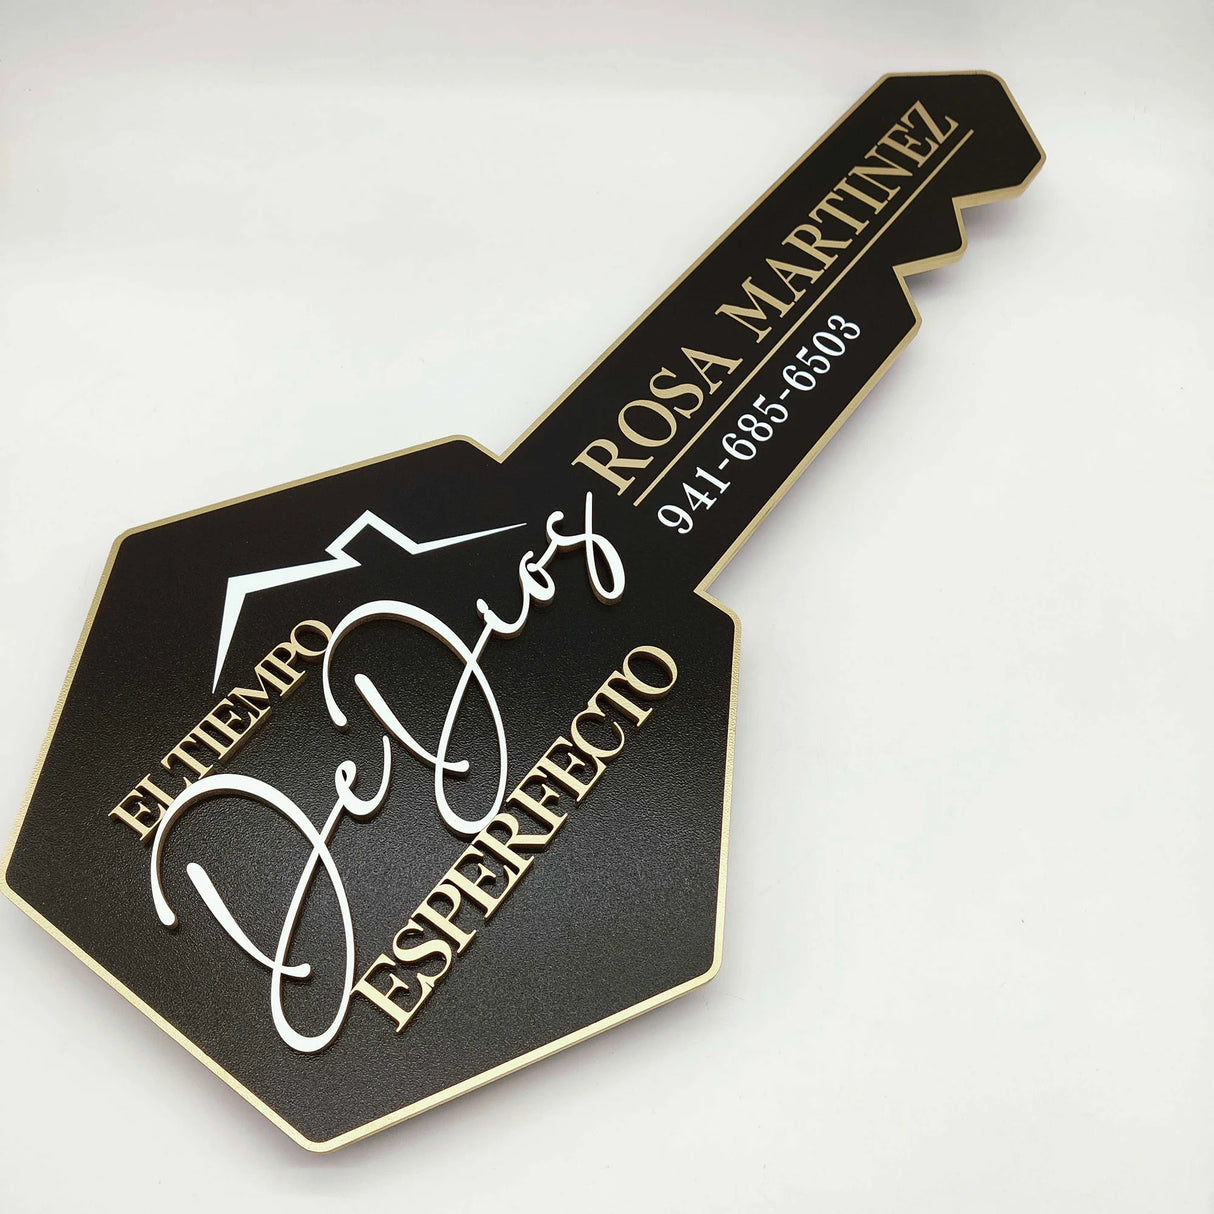 EL TIEMPO
De Dios
ES PERFECTO
ROSA MARTINEZ
941-685-6503